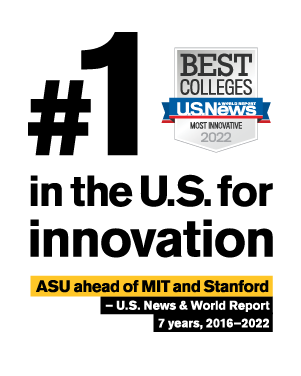 #1
BEST
COLLEGES
U.S.News
& WORLD REPORT
MOST INNOVATIVE
2022
in the U.S. for
innovation
ASU ahead of MIT and Stanford
– U.S. News & World Report
7 years, 2016–2022